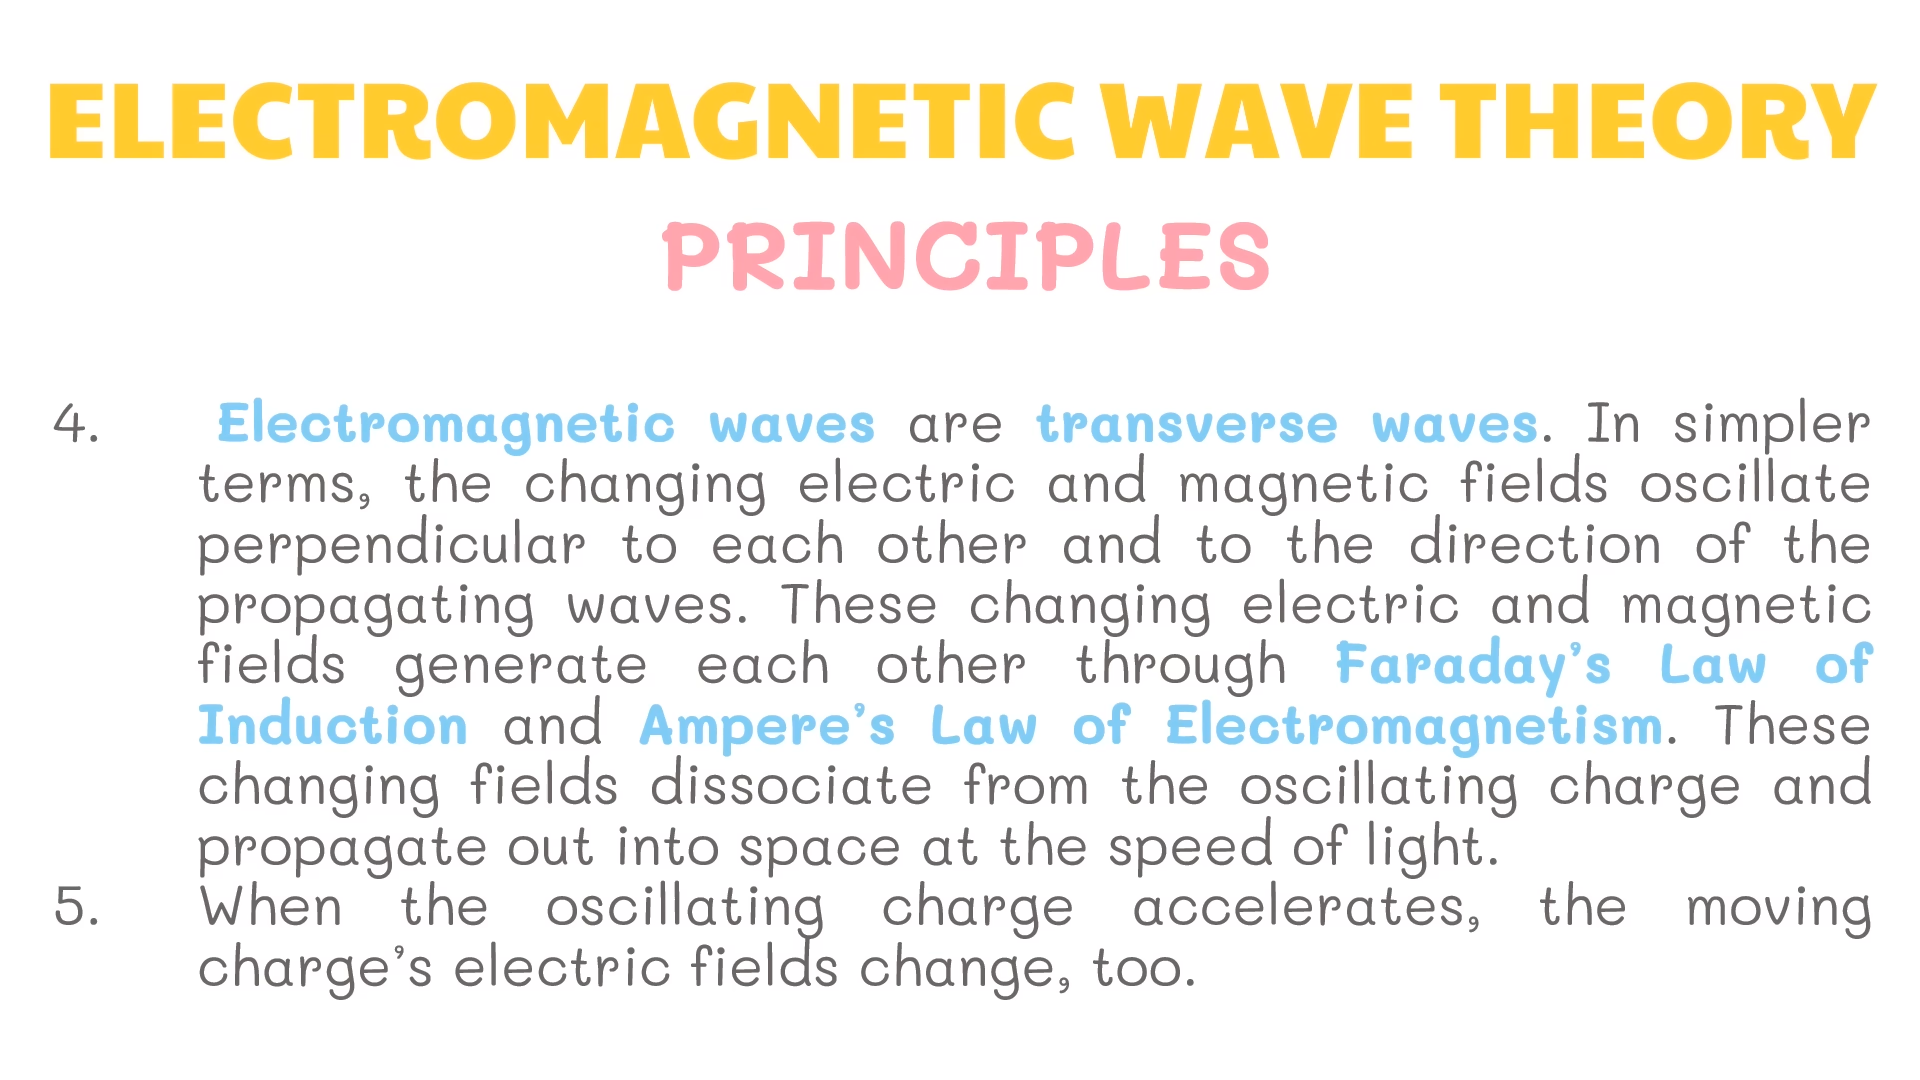 ELECTROMAGNETIC WAVE THEORY
PRINCIPLES
4. Electromagnetic waves are transverse waves. In simpler
terms, the changing electric and magnetic fields oscillate
perpendicular to each other and to the direction of the
propagating waves. These changing electric and magnetic
fields generate each other through Faraday’s Law of
Induction and Ampere’s Law of Electromagnetism. These
changing fields dissociate from the oscillating charge and
propagate out into space at the speed of light.
5. When the oscillating charge accelerates, the moving
charge’s electric fields change, too.